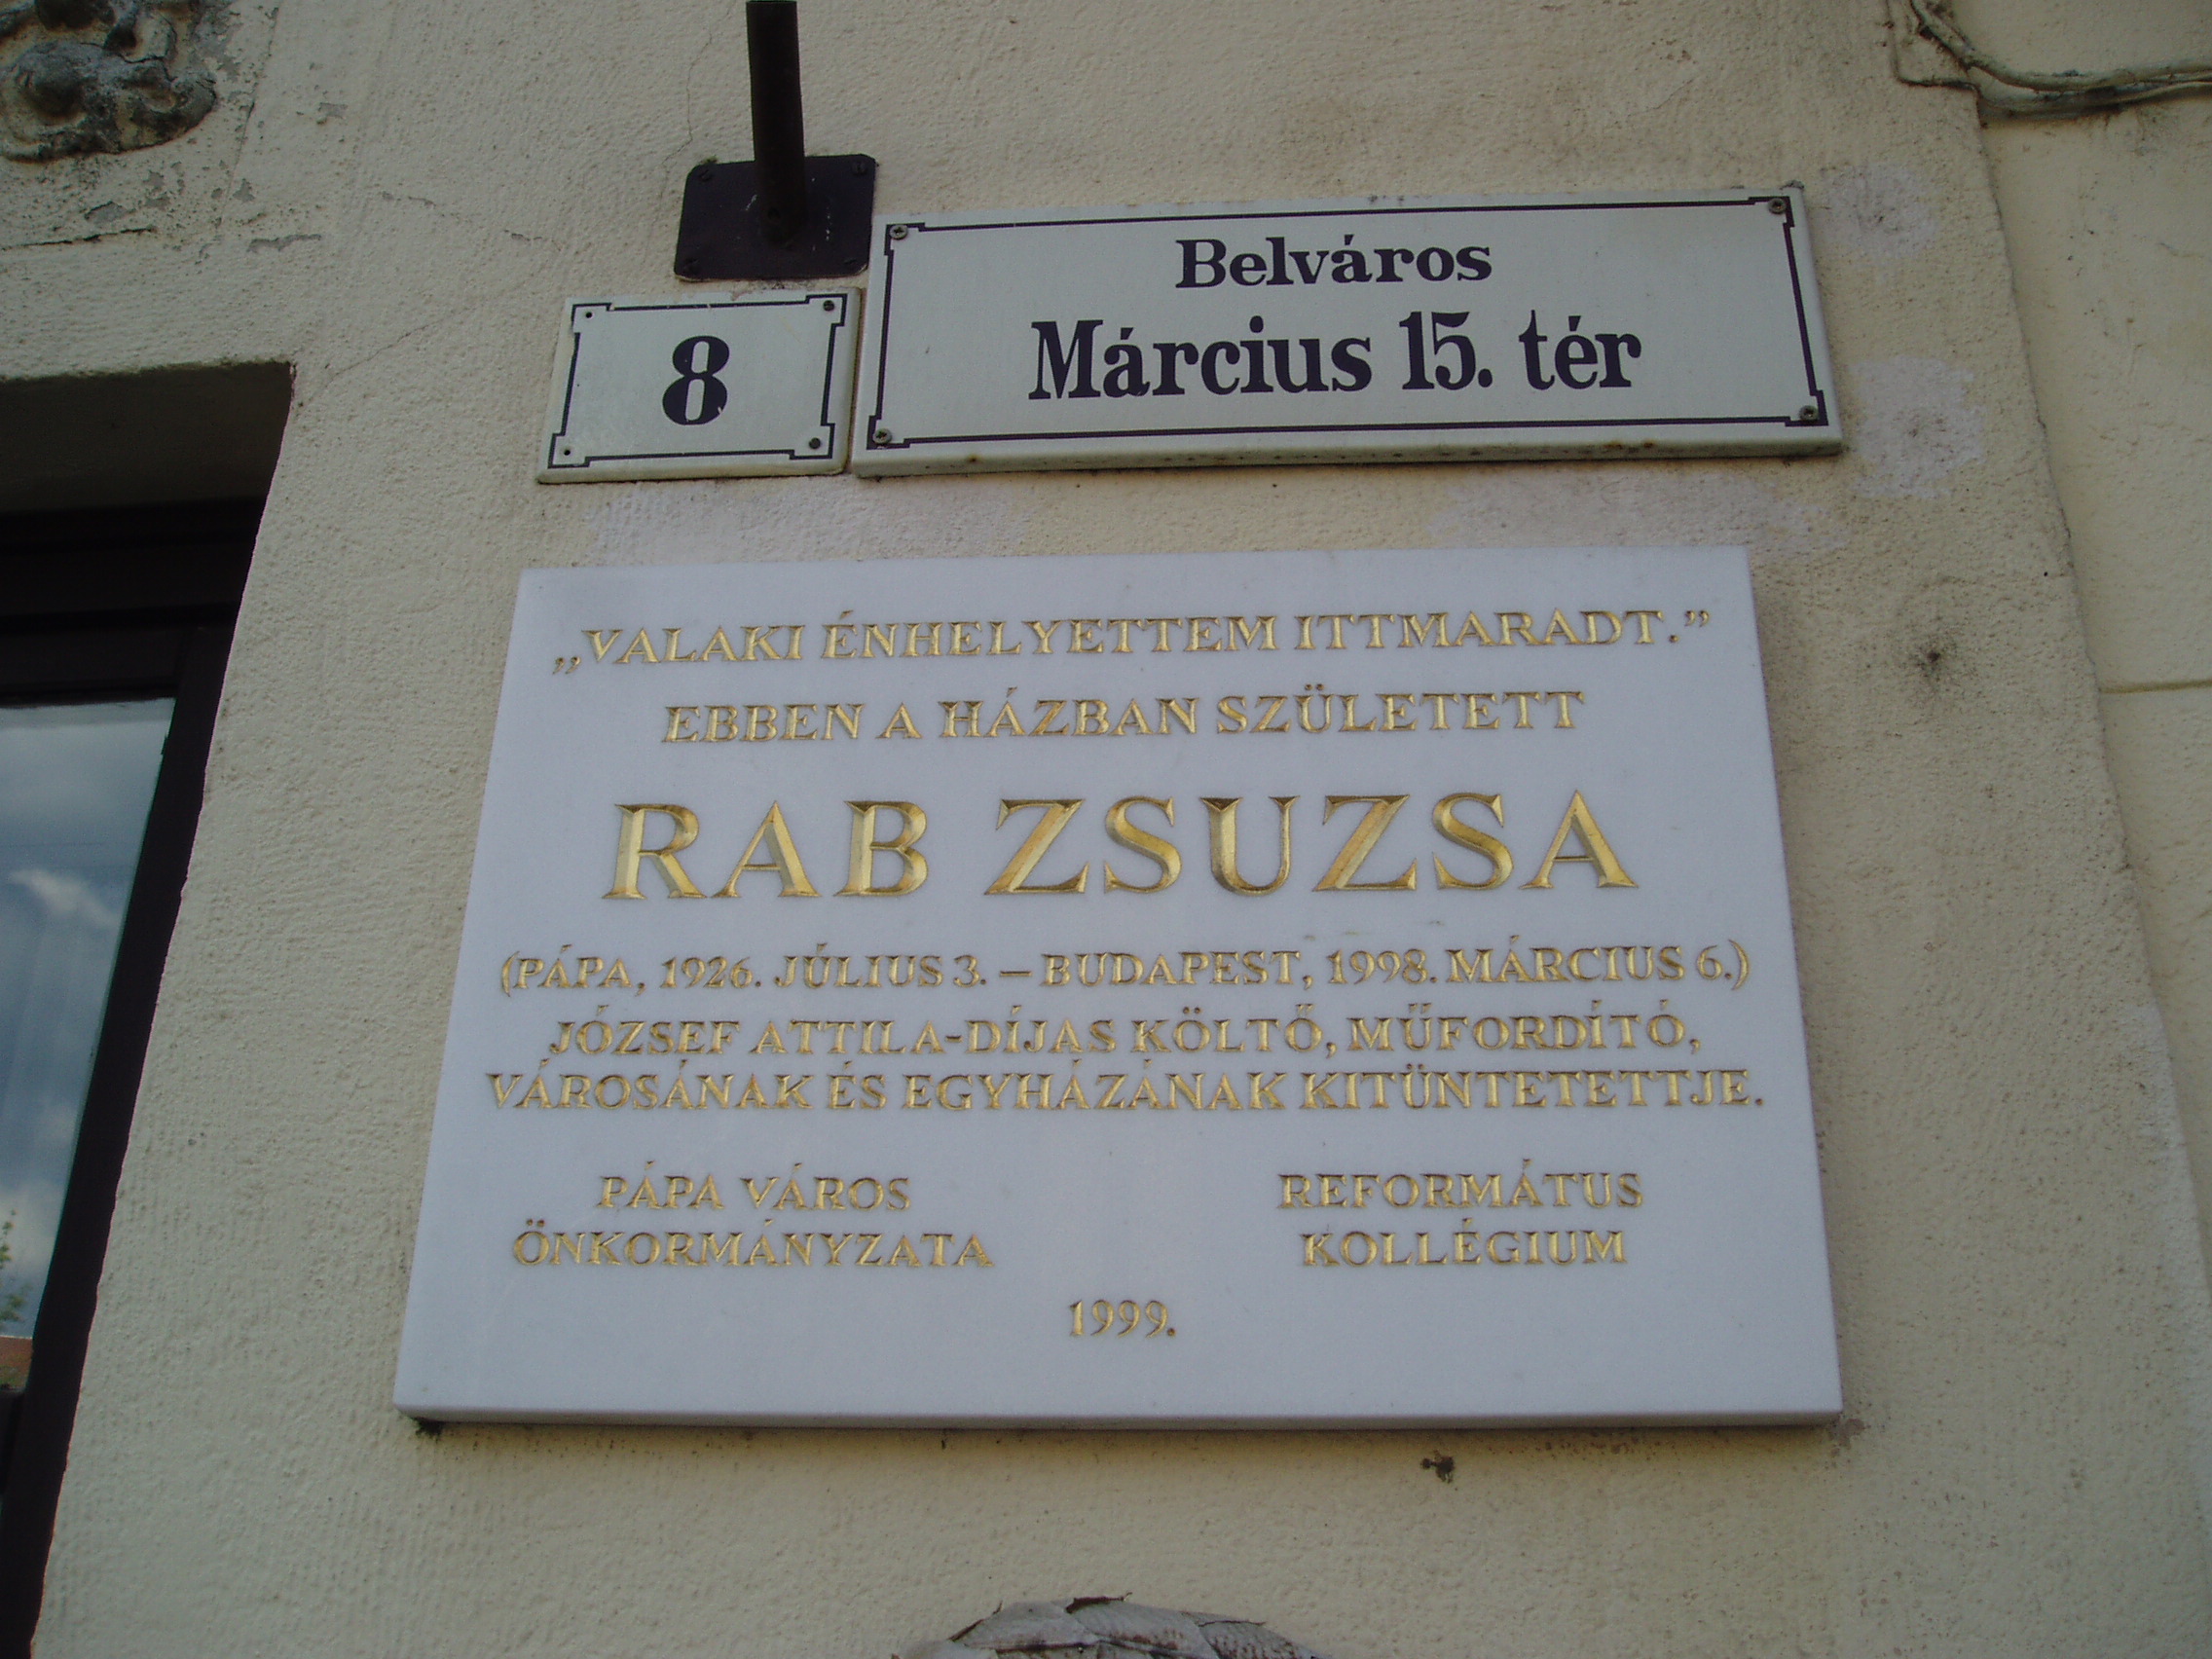 Belváros
8
Március 15. tér
„VALAKI ÉNHELYETTEM ITTMARADT.”
EBBEN A HÁZBAN SZÜLETETT
RAB ZSUZSA
(PÁPA, 1926. JÚLIUS 3. – BUDAPEST, 1998. MÁRCIUS 6.)
JÓZSEF ATTILA-DÍJAS KÖLTŐ, MŰFORDÍTÓ,
VÁROSÁNAK ÉS EGYHÁZÁNAK KITÜNTETETTJE.
PÁPA VÁROS
ÖNKORMÁNYZATA
REFORMÁTUS
KOLLÉGIUM
1999.